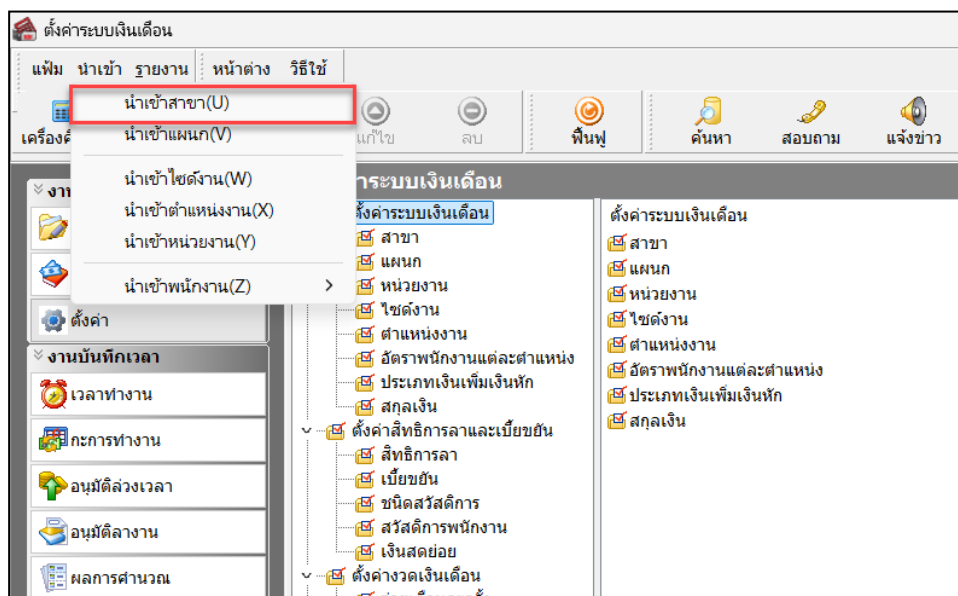 ตั้งค่าระบบเงินเดือน
แฟ้ม นำเข้า รายงาน หน้าต่าง วิธีใช้
นำเข้าสาขา(U)
นำเข้าแผนก(V)
นำเข้าไซด์งาน(W)
นำเข้าตำแหน่งงาน(X)
นำเข้าหน่วยงาน(Y)
นำเข้าพนักงาน(Z)
แก้ไข ลบ ฟื้นฟู ค้นหา สอบถาม แจ้งข่าว
ตั้งค่า
งานบันทึกเวลา
เวลาทำงาน
กะการทำงาน
อนุมัติล่วงเวลา
อนุมัติลางาน
ผลการคำนวณ
ระบบเงินเดือน
ตั้งค่าระบบเงินเดือน
สาขา
แผนก
หน่วยงาน
ไซด์งาน
ตำแหน่งงาน
อัตราพนักงานแต่ละตำแหน่ง
ประเภทเงินเพิ่มเงินหัก
สกุลเงิน
ตั้งค่าสิทธิการลาและเบี้ยขยัน
สิทธิการลา
เบี้ยขยัน
ชนิดสวัสดิการ
สวัสดิการพนักงาน
เงินสดย่อย
ตั้งค่างวดเงินเดือน
ตั้งค่าระบบเงินเดือน
สาขา
แผนก
หน่วยงาน
ไซด์งาน
ตำแหน่งงาน
อัตราพนักงานแต่ละตำแหน่ง
ประเภทเงินเพิ่มเงินหัก
สกุลเงิน